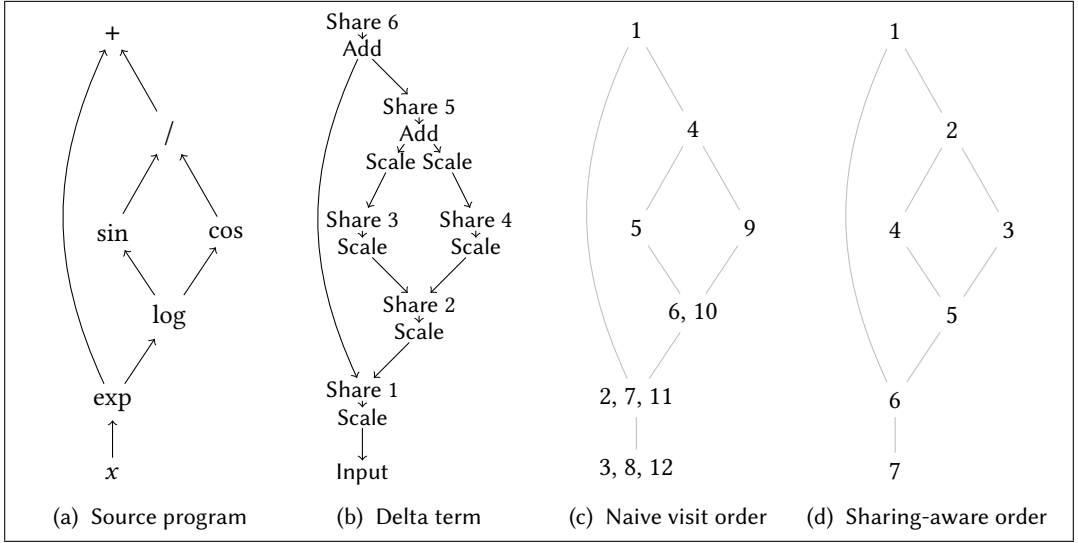 +
/
sin
cos
log
exp
x
(a) Source program
Share 6
Add
Share 5
Add
Scale Scale
Share 3
Scale
Share 4
Scale
Share 2
Scale
Share 1
Scale
Input
(b) Delta term
1
4
5
9
6, 10
2, 7, 11
3, 8, 12
(c) Naive visit order
1
2
4
3
5
6
7
(d) Sharing-aware order